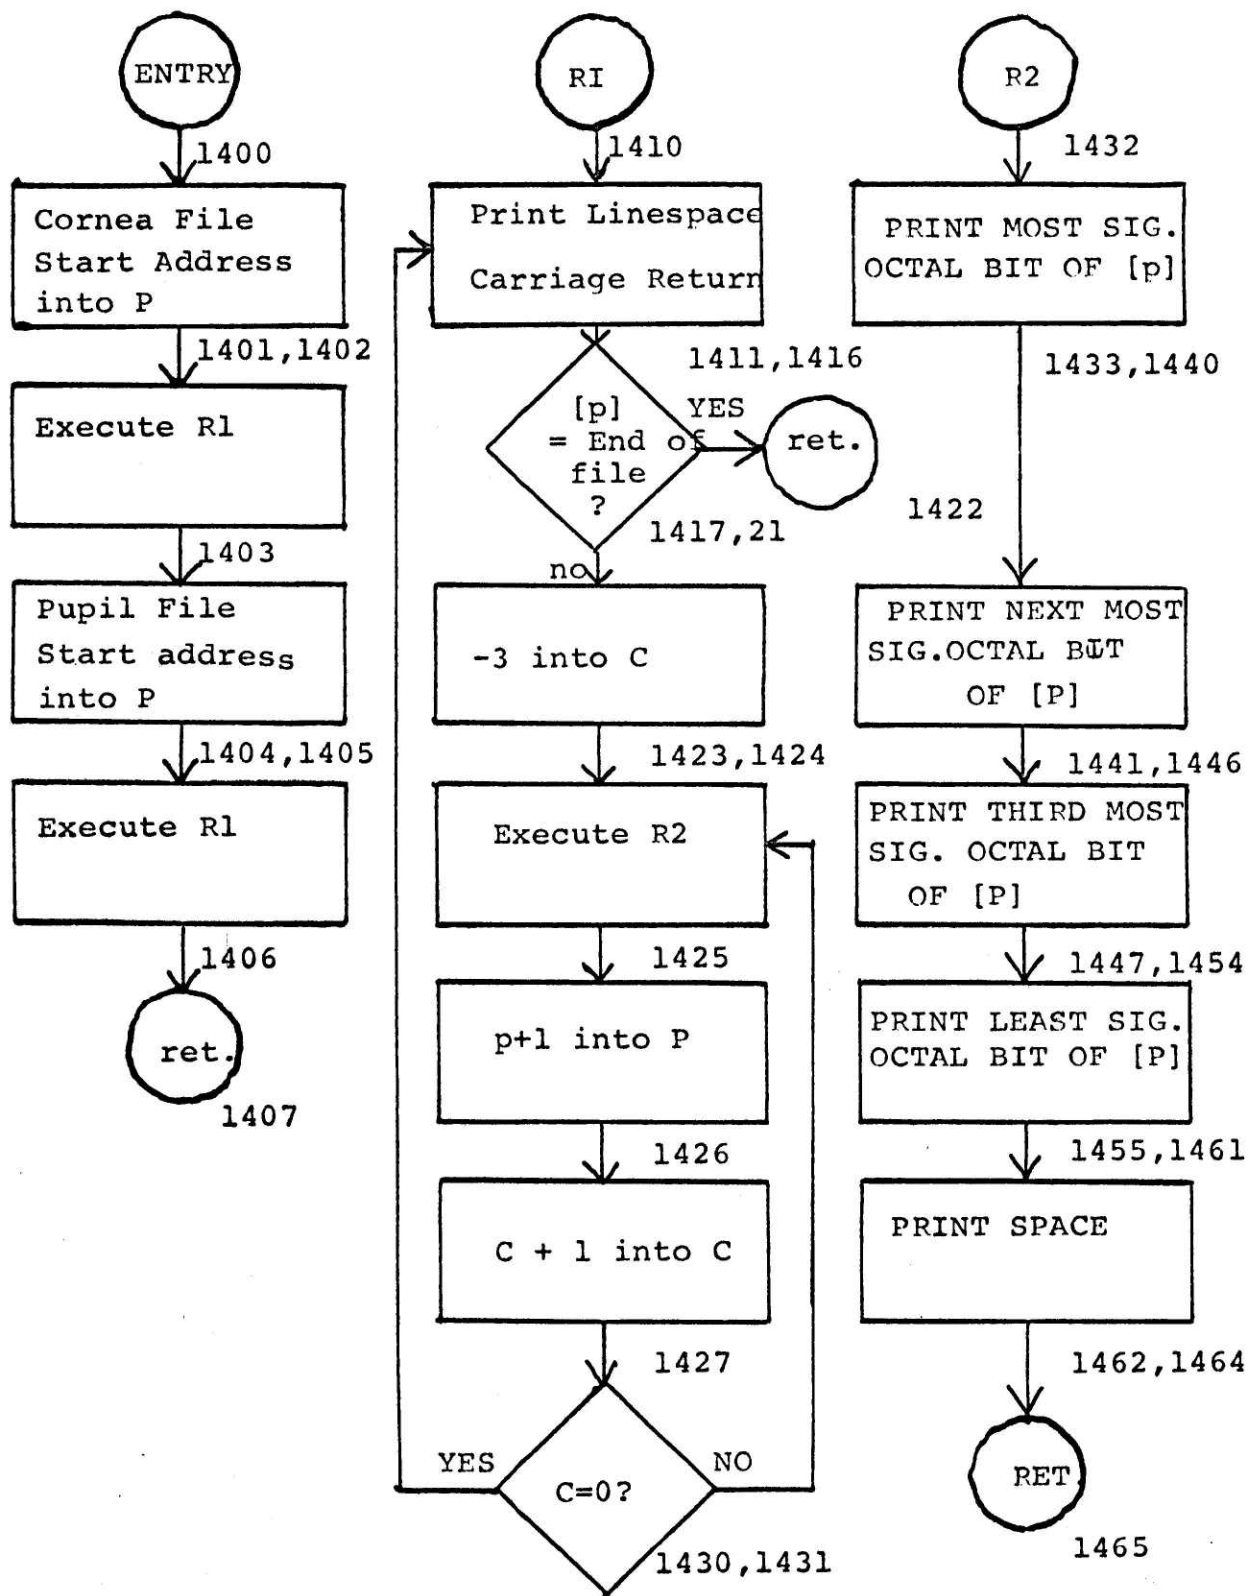 ENTRY
1400
Cornea File
Start Address
into P
1401,1402
Execute R1
1403
Pupil File
Start address
into P
1404,1405
Execute R1
1406
ret.
1407
RI
1410
Print Linespace
Carriage Return
1411,1416
[p]
= End of
file
?
YES
ret.
1417,21
no
-3 into C
1423,1424
Execute R2
1425
p+1 into P
1426
C + 1 into C
1427
YES
NO
C=0?
1430,1431
R2
1432
PRINT MOST SIG.
OCTAL BIT OF [p]
1433,1440
1422
PRINT NEXT MOST
SIG.OCTAL BIT
OF [P]
1441,1446
PRINT THIRD MOST
SIG. OCTAL BIT
OF [P]
1447,1454
PRINT LEAST SIG.
OCTAL BIT OF [P]
1455,1461
PRINT SPACE
1462,1464
RET
1465